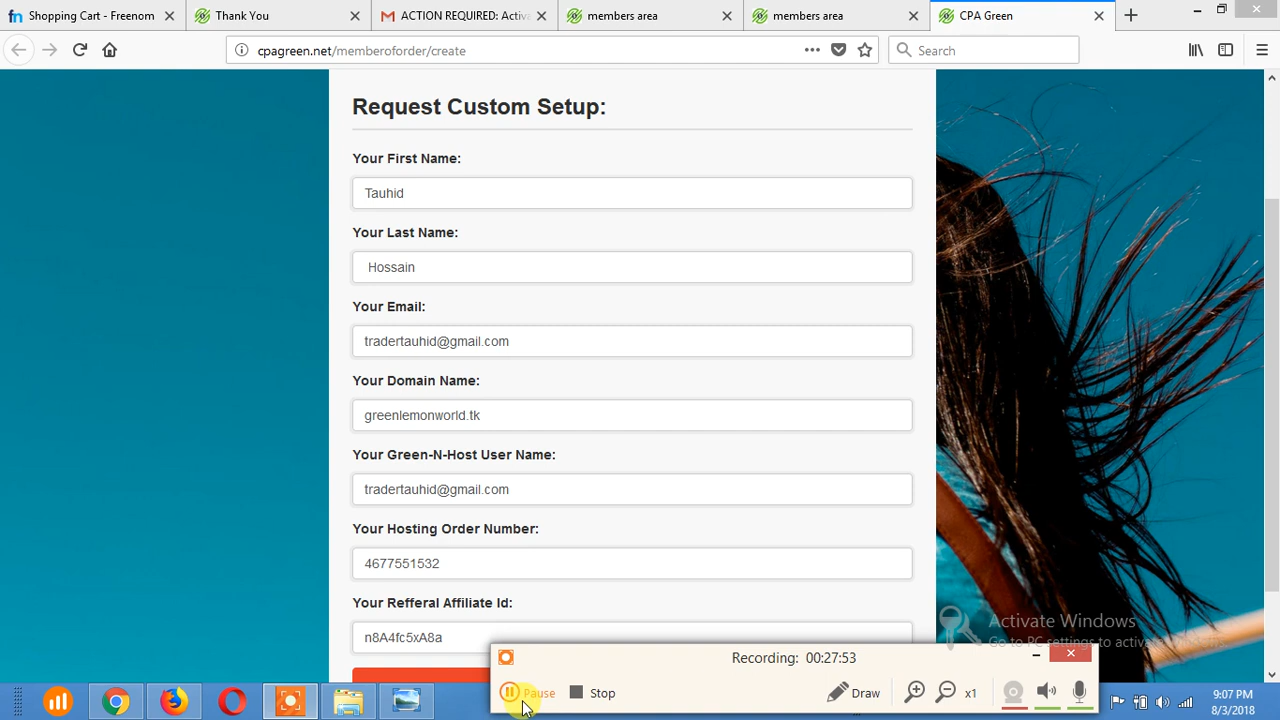 Shopping Cart - Freenom
Thank You
ACTION REQUIRED: Activa
members area
members area
CPA Green
cpagreen.net/memberoforder/create
Search
Request Custom Setup:
Your First Name:
Tauhid
Your Last Name:
Hossain
Your Email:
tradertauhid@gmail.com
Your Domain Name:
greenlemonworld.tk
Your Green-N-Host User Name:
tradertauhid@gmail.com
Your Hosting Order Number:
4677551532
Your Refferal Affiliate Id:
n8A4fc5xA8a
Activate Windows
Go to PC settings to activate Windows.
Recording: 00:27:53
Pause
Stop
Draw
x1
9:07 PM
8/3/2018